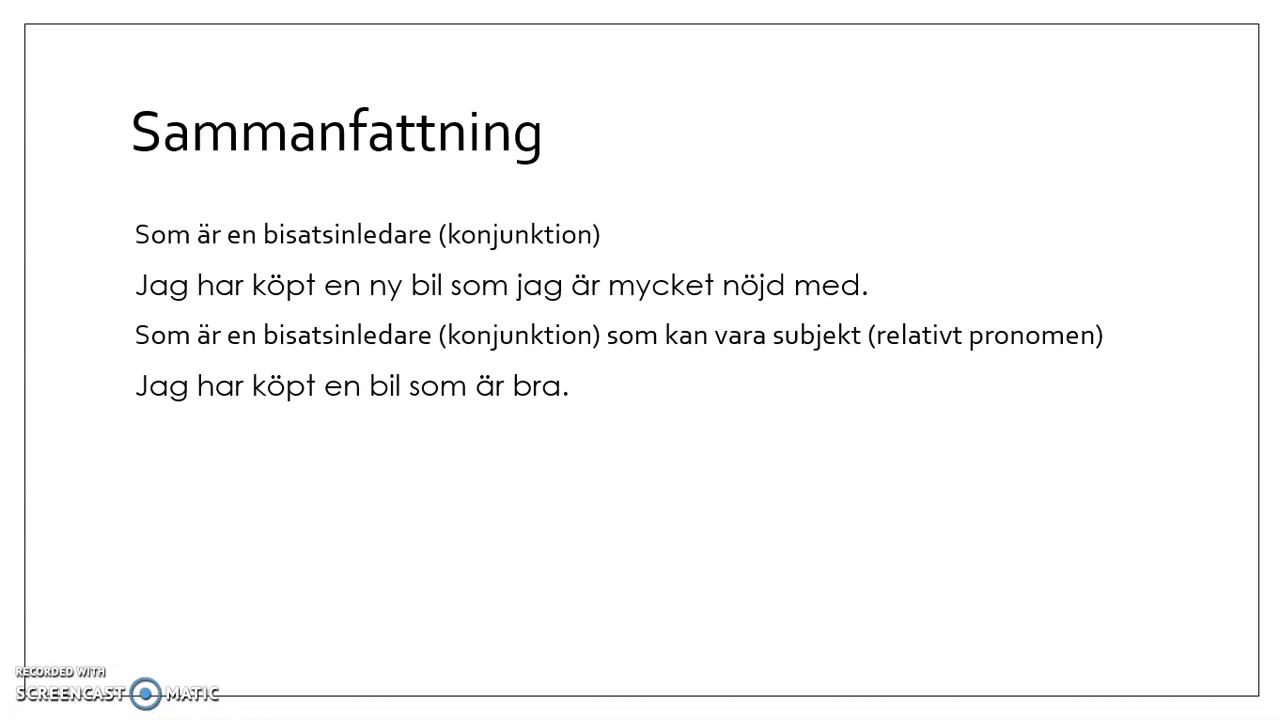 Sammanfattning
Som är en bisatsinledare (konjunktion)
Jag har köpt en ny bil som jag är mycket nöjd med.
Som är en bisatsinledare (konjunktion) som kan vara subjekt (relativt pronomen)
Jag har köpt en bil som är bra.
RECORDED WITH
SCREENCAST MATIC